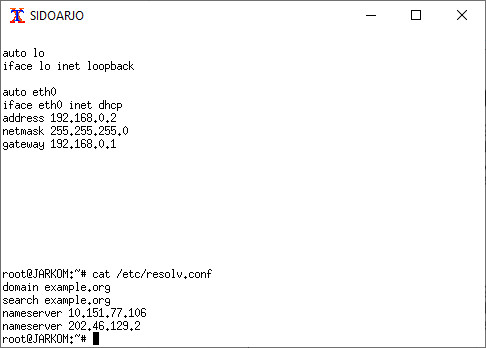 SIDOARJO
auto lo
iface lo inet loopback
auto eth0
iface eth0 inet dhcp
address 192.168.0.2
netmask 255.255.255.0
gateway 192.168.0.1
root@JARKOM:~# cat /etc/resolv.conf
domain example.org
search example.org
nameserver 10.151.77.106
nameserver 202.46.129.2
root@JARKOM:~#